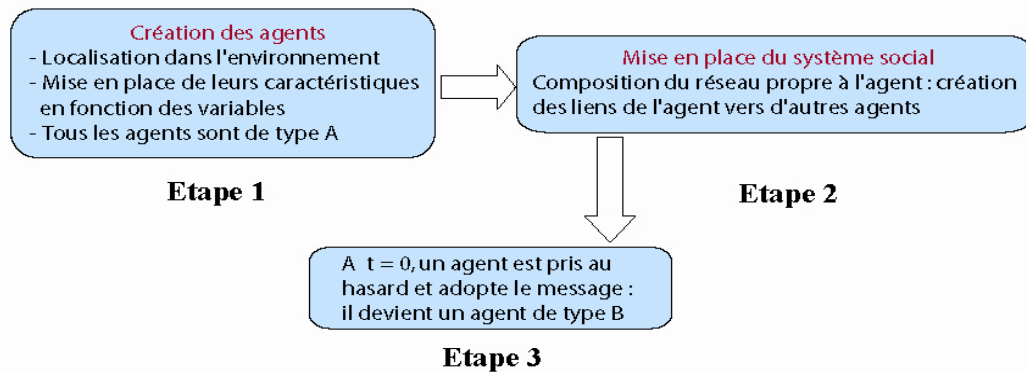 Création des agents
- Localisation dans l'environnement
- Mise en place de leurs caractéristiques
en fonction des variables
- Tous les agents sont de type A
Etape 1
Mise en place du système social
Composition du réseau propre à l'agent : création
des liens de l'agent vers d'autres agents
Etape 2
A t = 0, un agent est pris au
hasard et adopte le message :
il devient un agent de type B
Etape 3